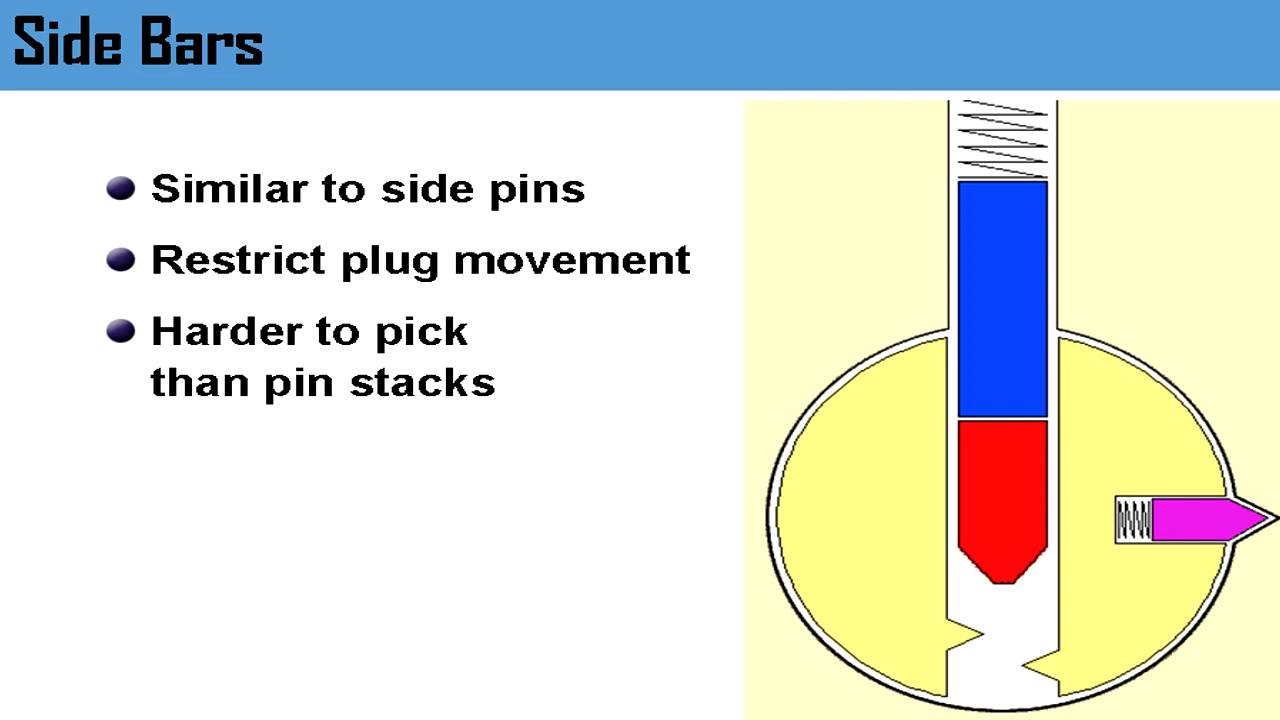 Side Bars
Similar to side pins
Restrict plug movement
Harder to pick
than pin stacks